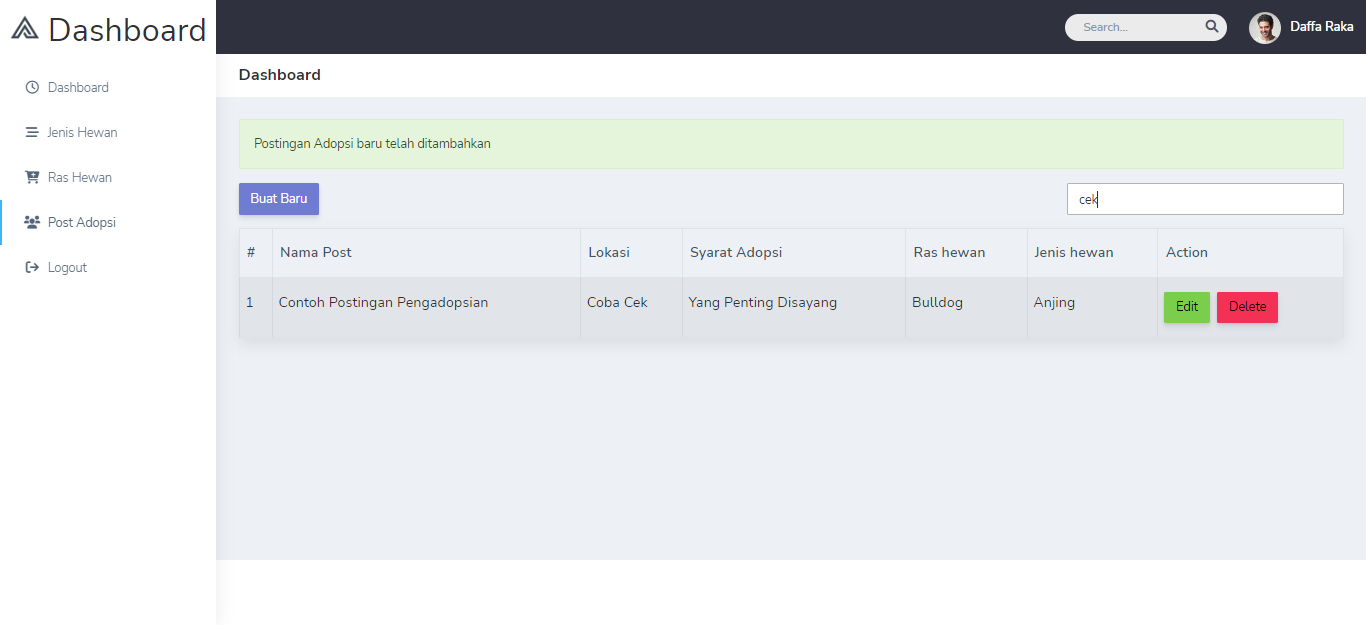 Dashboard
Search...
Daffa Raka
Dashboard
Jenis Hewan
Ras Hewan
Post Adopsi
Logout
Dashboard
Postingan Adopsi baru telah ditambahkan
Buat Baru
cek
# Nama Post Lokasi Syarat Adopsi Ras hewan Jenis hewan Action
1 Contoh Postingan Pengadopsian Coba Cek Yang Penting Disayang Bulldog Anjing Edit Delete